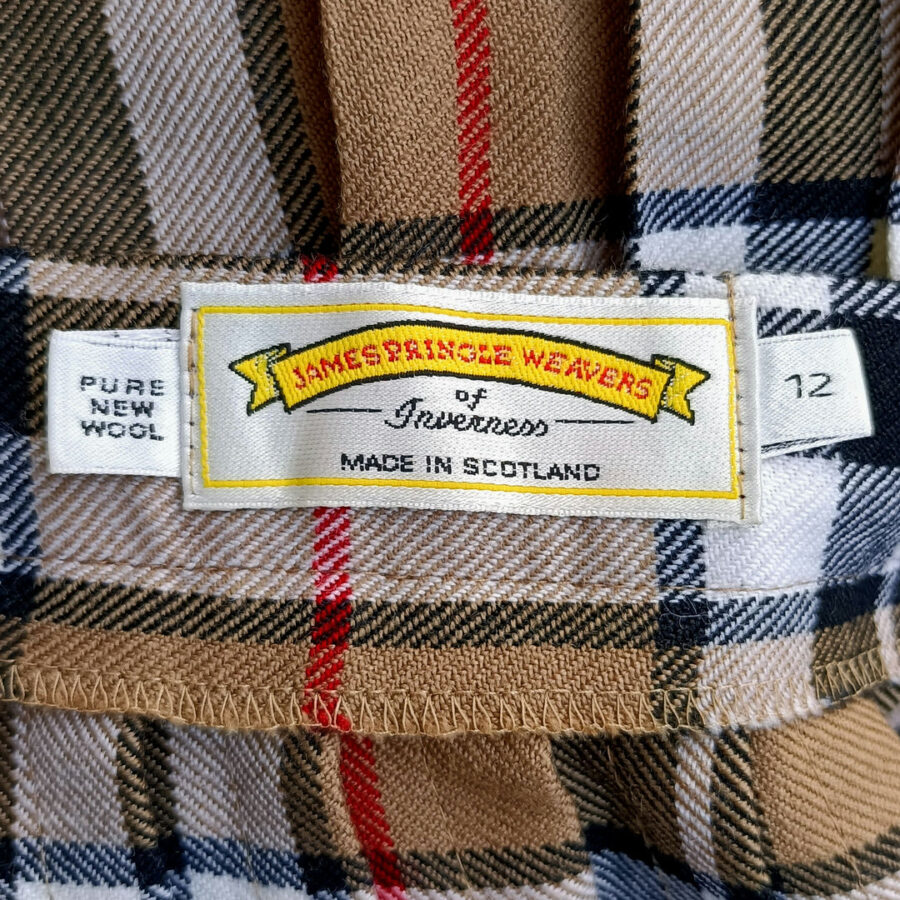 PURE
NEW
WOOL
JAMES PRINGLE WEAVERS
of
Inverness
MADE IN SCOTLAND
12